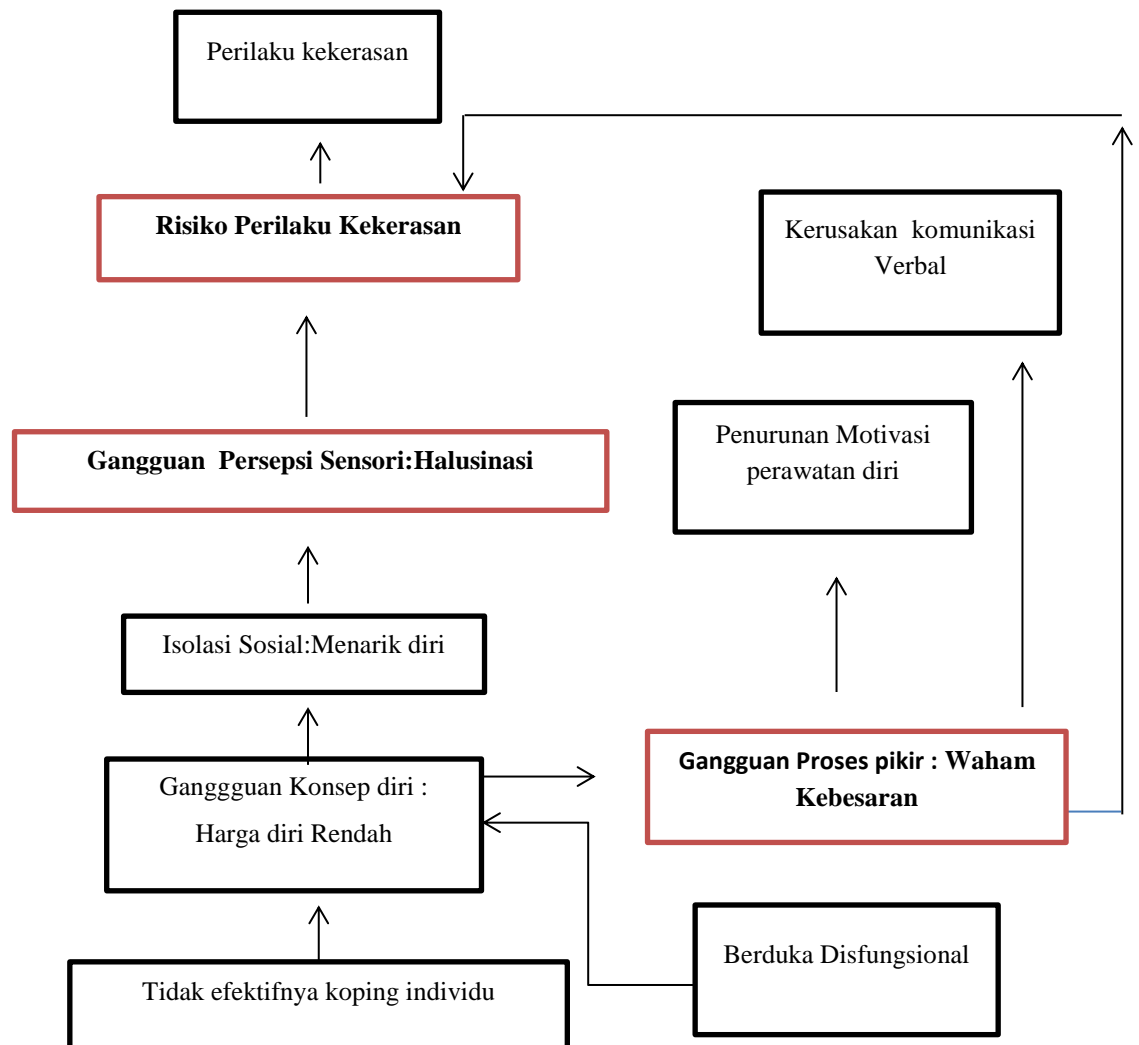 Perilaku kekerasan
Risiko Perilaku Kekerasan
Kerusakan komunikasi
Verbal
Gangguan Persepsi Sensori:Halusinasi
Penurunan Motivasi
perawatan diri
Isolasi Sosial:Menarik diri
Gangguan Proses pikir : Waham
Kebesaran
Ganggguan Konsep diri :
Harga diri Rendah
Berduka Disfungsional
Tidak efektifnya koping individu